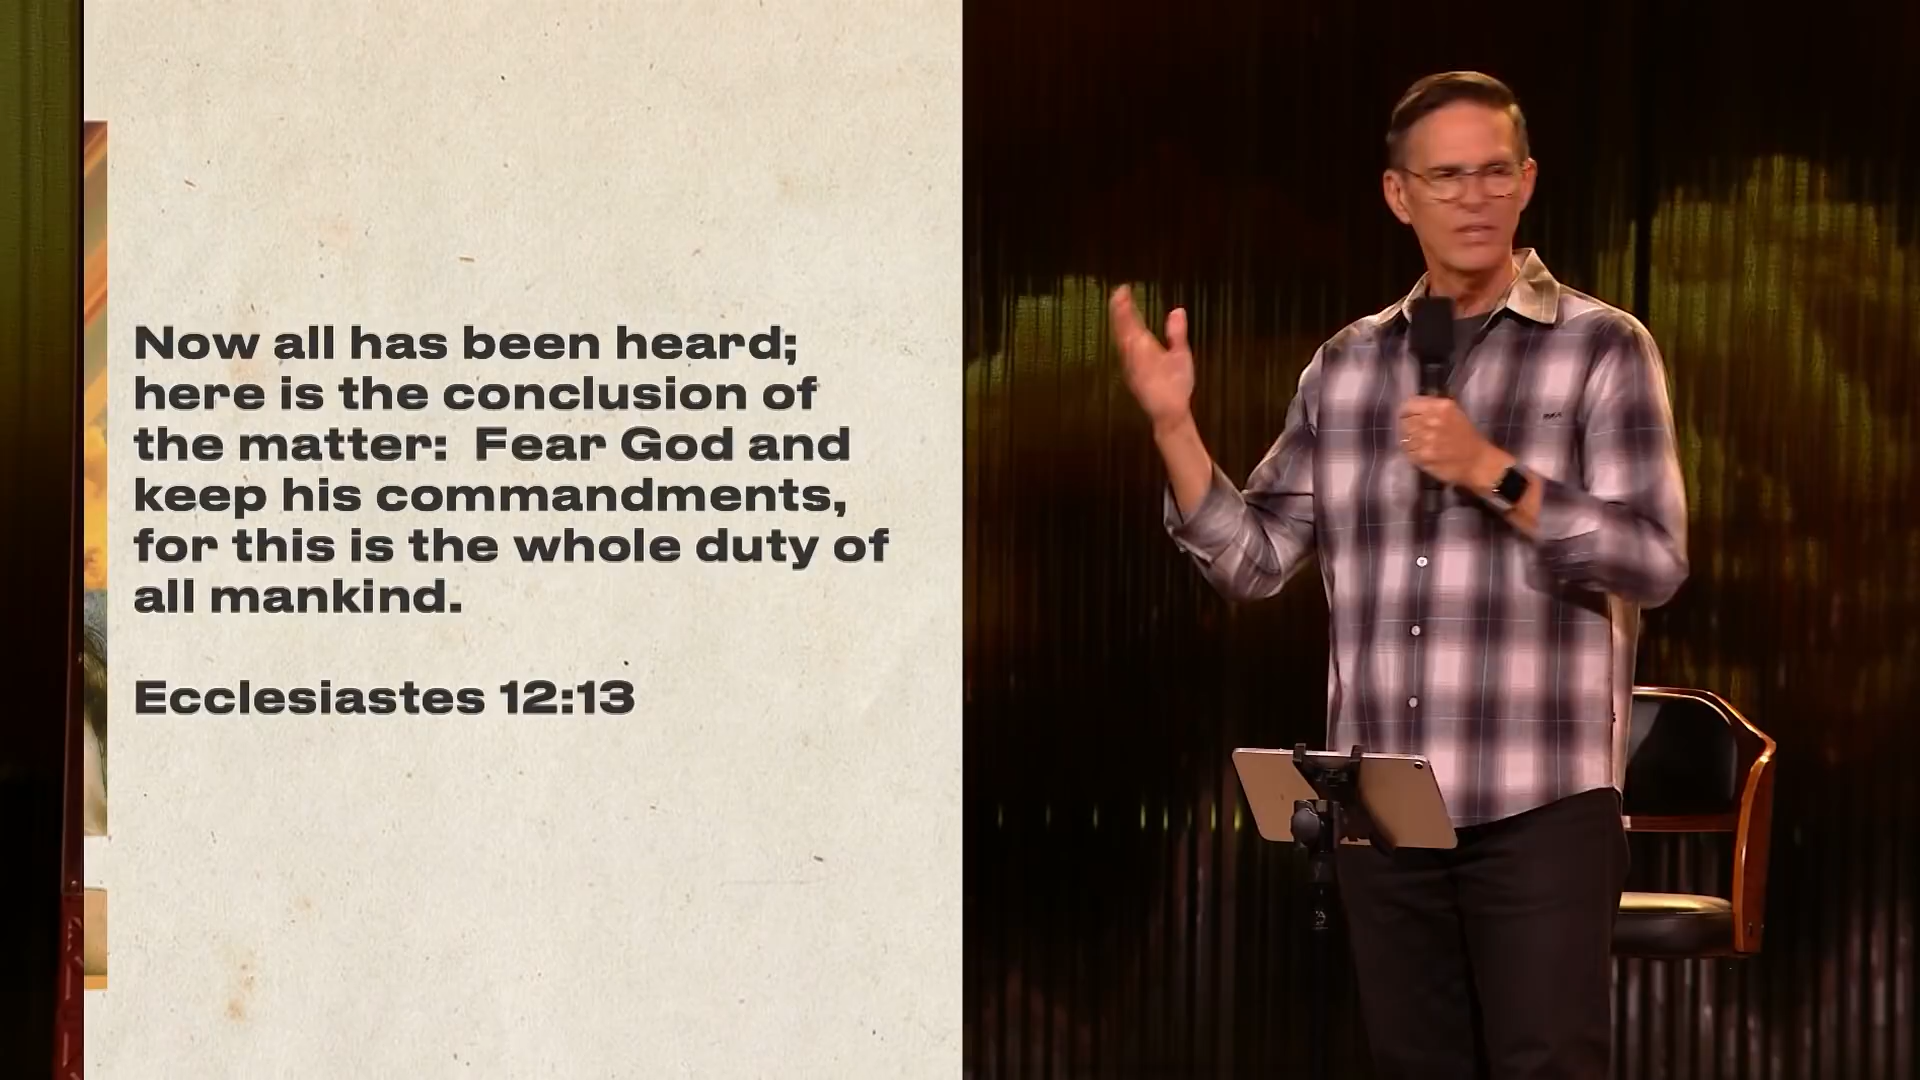 Now all has been heard;
here is the conclusion of
the matter:  Fear God and
keep his commandments,
for this is the whole duty of
all mankind.
Ecclesiastes 12:13